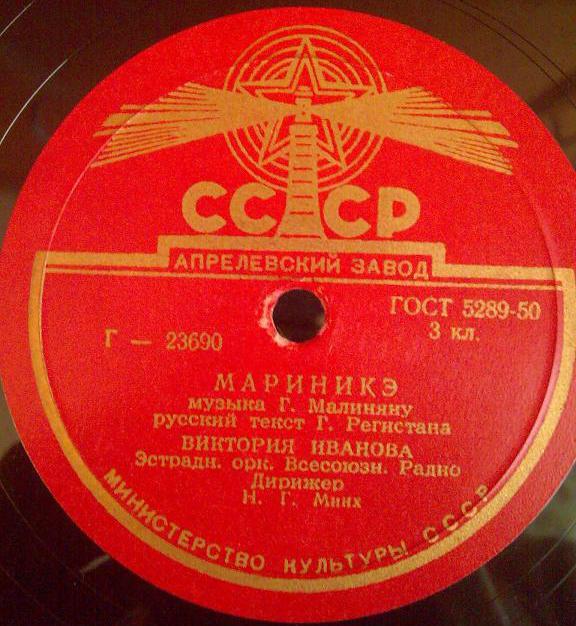 СССР
АПРЕЛЕВСКИЙ ЗАВОД
ГОСТ 5289-50
3 кл.
Г — 23690
МАРИНИКЭ
музыка Г. Малиняну
русский текст Г. Регистана
ВИКТОРИЯ ИВАНОВА
Эстрадн. орк. Всесоюзн. Радио
Дирижер
Н. Г. Минх
МИНИСТЕРСТВО КУЛЬТУРЫ СССР